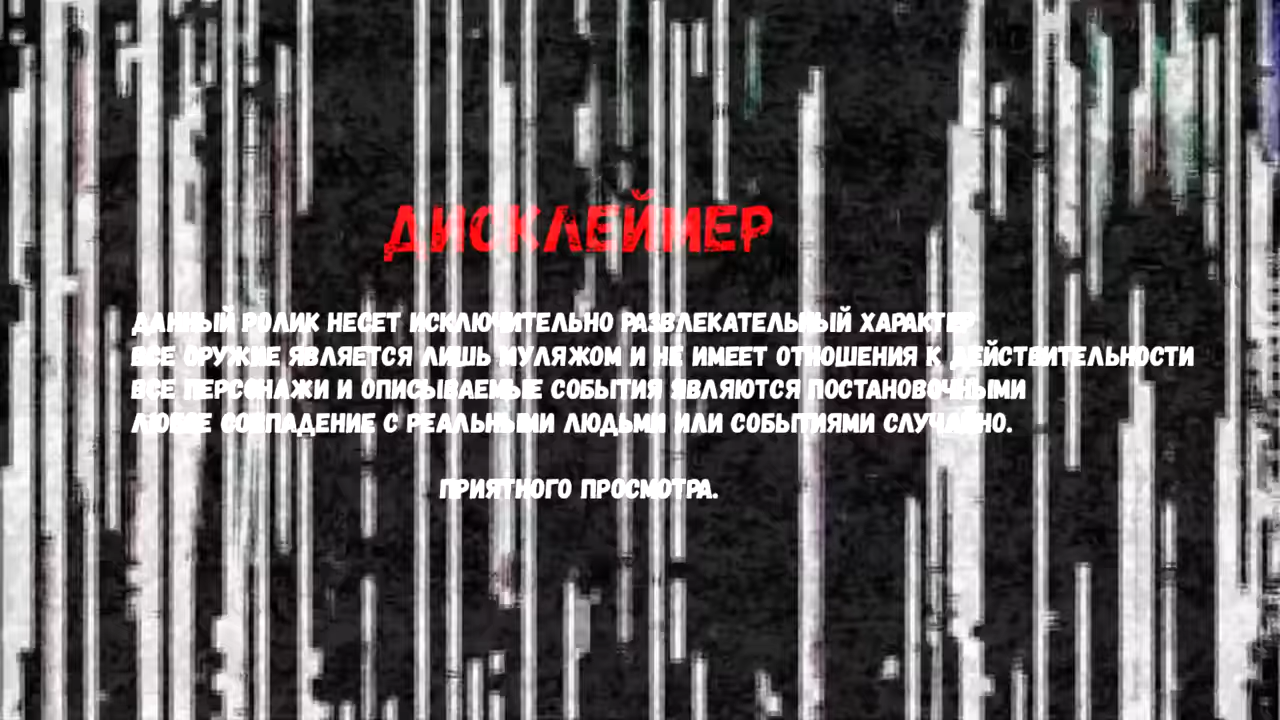 ДИСКЛЕЙМЕР
ДАННЫЙ РОЛИК НЕСЕТ ИСКЛЮЧИТЕЛЬНО РАЗВЛЕКАТЕЛЬНЫЙ ХАРАКТЕР
ВСЕ ОРУЖИЕ ЯВЛЯЕТСЯ ЛИШЬ МУЛЯЖОМ И НЕ ИМЕЕТ ОТНОШЕНИЯ К ДЕЙСТВИТЕЛЬНОСТИ
ВСЕ ПЕРСОНАЖИ И ОПИСЫВАЕМЫЕ СОБЫТИЯ ЯВЛЯЮТСЯ ПОСТАНОВОЧНЫМИ
ЛЮБОЕ СОВПАДЕНИЕ С РЕАЛЬНЫМИ ЛЮДЬМИ ИЛИ СОБЫТИЯМИ СЛУЧАЙНО.
ПРИЯТНОГО ПРОСМОТРА.